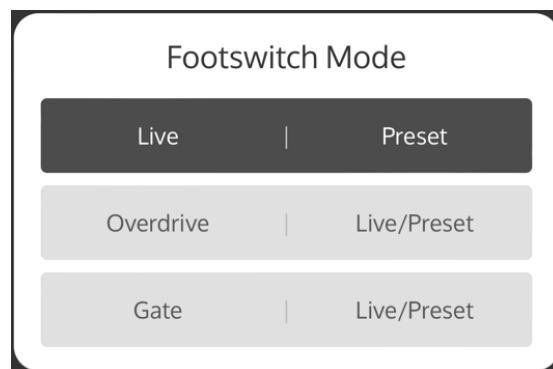 Footswitch Mode
Live | Preset
Overdrive | Live/Preset
Gate | Live/Preset